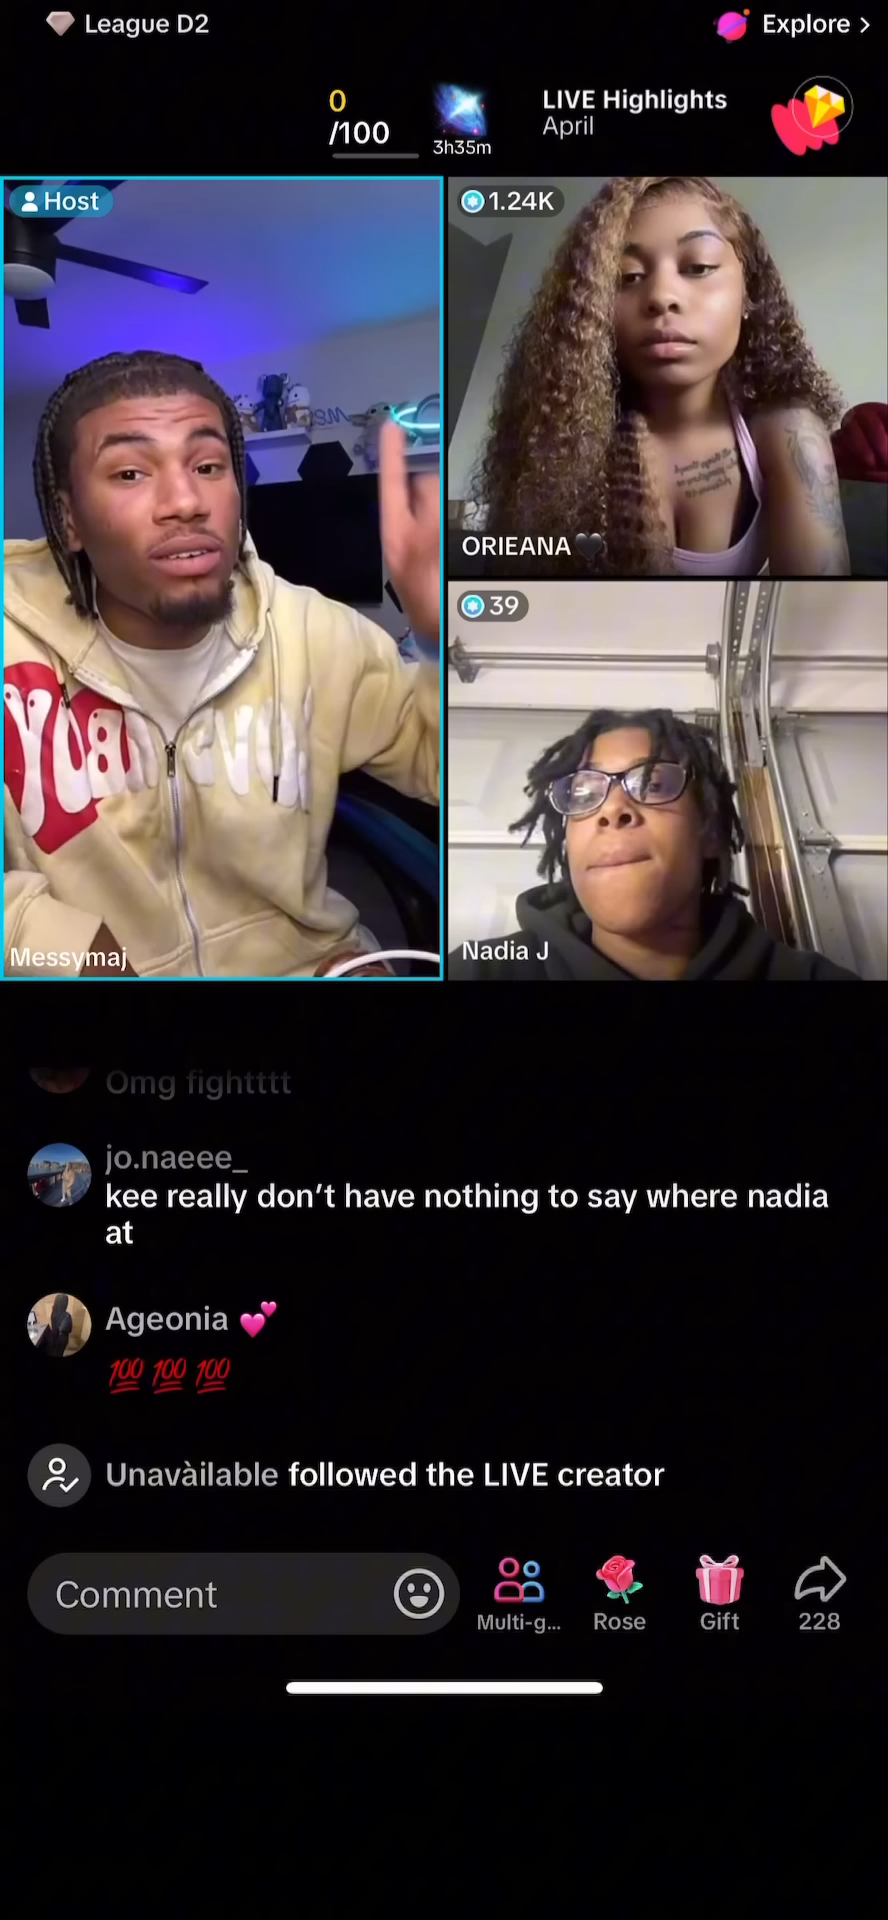 League D2
Explore >
0
/100
3h35m
LIVE Highlights
April
Host
1.24K
ORIEANA🖤
39
Messymaj
Nadia J
Omg fightttt
jo.naeee_
kee really don't have nothing to say where nadia
at
Ageonia 💕
💯 💯 💯
Unavàilable followed the LIVE creator
Comment
Multi-g...
Rose
Gift
228